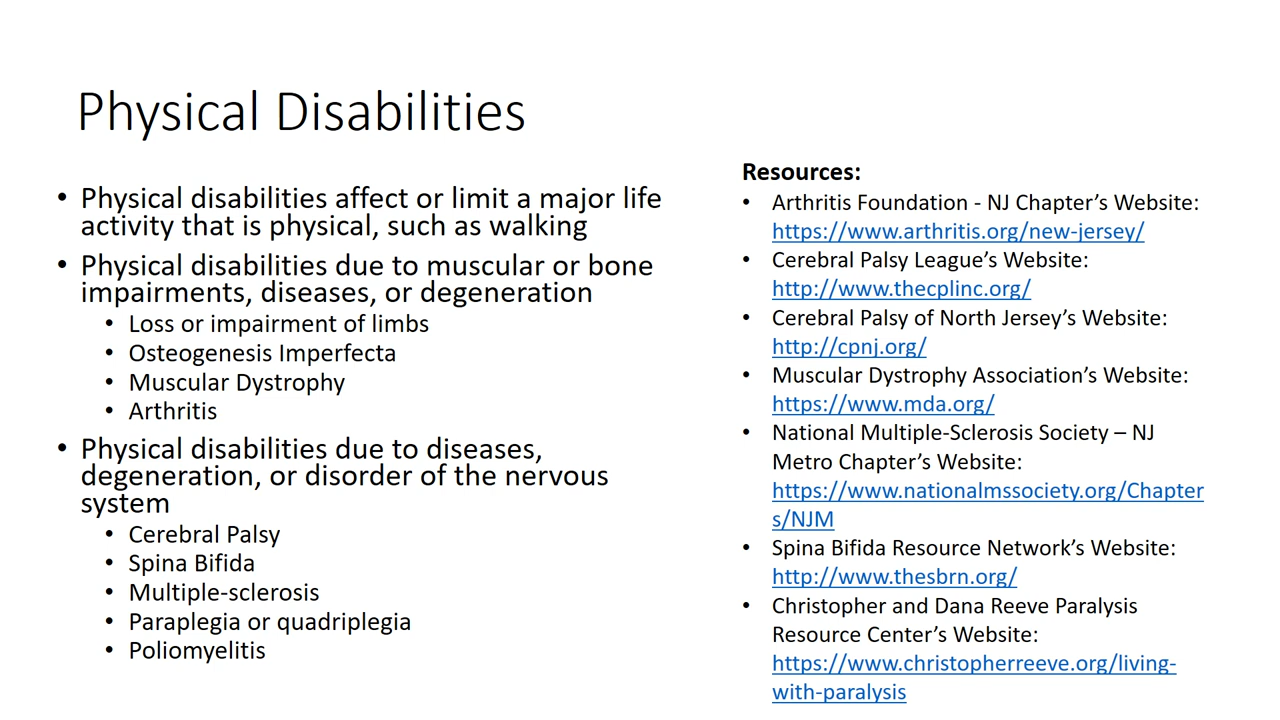 Physical Disabilities
• Physical disabilities affect or limit a major life
activity that is physical, such as walking
• Physical disabilities due to muscular or bone
impairments, diseases, or degeneration
• Loss or impairment of limbs
• Osteogenesis Imperfecta
• Muscular Dystrophy
• Arthritis
• Physical disabilities due to diseases,
degeneration, or disorder of the nervous
system
• Cerebral Palsy
• Spina Bifida
• Multiple-sclerosis
• Paraplegia or quadriplegia
• Poliomyelitis
Resources:
• Arthritis Foundation - NJ Chapter’s Website:
https://www.arthritis.org/new-jersey/
• Cerebral Palsy League’s Website:
http://www.thecplinc.org/
• Cerebral Palsy of North Jersey’s Website:
http://cpnj.org/
• Muscular Dystrophy Association’s Website:
https://www.mda.org/
• National Multiple-Sclerosis Society – NJ
Metro Chapter’s Website:
https://www.nationalmssociety.org/Chapter
s/NJM
• Spina Bifida Resource Network’s Website:
http://www.thesbrn.org/
• Christopher and Dana Reeve Paralysis
Resource Center’s Website:
https://www.christopherreeve.org/living-
with-paralysis